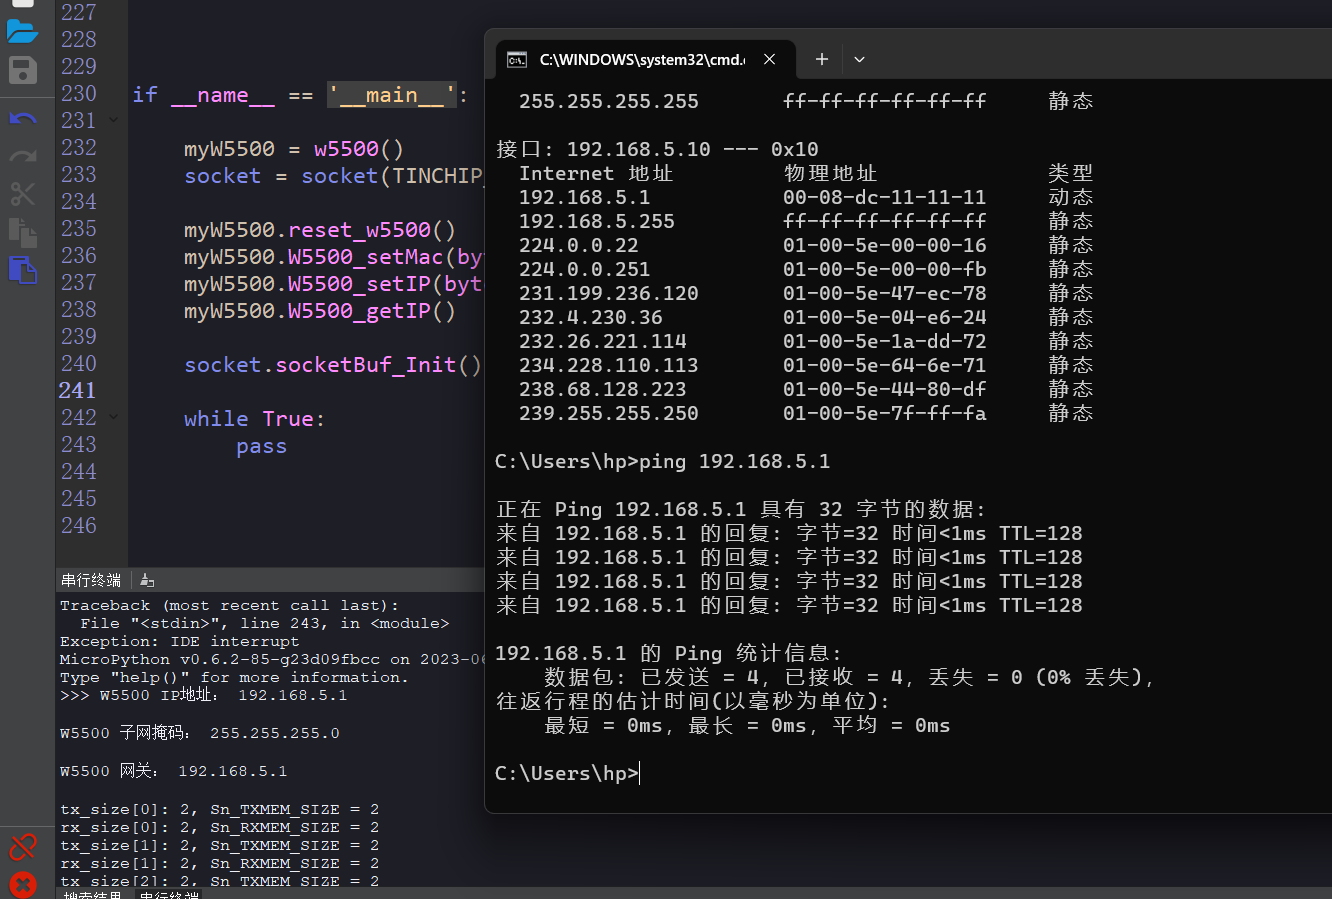 227
228
229
230 if __name__ == '__main__':
231
232 myW5500 = w5500()
233 socket = socket(TINCHIP_
234
235 myW5500.reset_w5500()
236 myW5500.W5500_setMac(byt
237 myW5500.W5500_setIP(byt
238 myW5500.W5500_getIP()
239
240 socket.socketBuf_Init()
241
242 while True:
243 pass
244
245
246
串行终端
Traceback (most recent call last):
File "<stdin>", line 243, in <module>
Exception: IDE interrupt
MicroPython v0.6.2-85-g23d09fbcc on 2023-06
Type "help()" for more information.
>>> W5500 IP地址: 192.168.5.1
W5500 子网掩码: 255.255.255.0
W5500 网关: 192.168.5.1
tx_size[0]: 2, Sn_TXMEM_SIZE = 2
rx_size[0]: 2, Sn_RXMEM_SIZE = 2
tx_size[1]: 2, Sn_TXMEM_SIZE = 2
rx_size[1]: 2, Sn_RXMEM_SIZE = 2
tx_size[2]: 2, Sn_TXMEM_SIZE = 2
搜索结果 串行终端
C:\WINDOWS\system32\cmd.
255.255.255.255 ff-ff-ff-ff-ff-ff 静态
接口: 192.168.5.10 --- 0x10
Internet 地址 物理地址 类型
192.168.5.1 00-08-dc-11-11-11 动态
192.168.5.255 ff-ff-ff-ff-ff-ff 静态
224.0.0.22 01-00-5e-00-00-16 静态
224.0.0.251 01-00-5e-00-00-fb 静态
231.199.236.120 01-00-5e-47-ec-78 静态
232.4.230.36 01-00-5e-04-e6-24 静态
232.26.221.114 01-00-5e-1a-dd-72 静态
234.228.110.113 01-00-5e-64-6e-71 静态
238.68.128.223 01-00-5e-44-80-df 静态
239.255.255.250 01-00-5e-7f-ff-fa 静态
C:\Users\hp>ping 192.168.5.1
正在 Ping 192.168.5.1 具有 32 字节的数据:
来自 192.168.5.1 的回复: 字节=32 时间<1ms TTL=128
来自 192.168.5.1 的回复: 字节=32 时间<1ms TTL=128
来自 192.168.5.1 的回复: 字节=32 时间<1ms TTL=128
来自 192.168.5.1 的回复: 字节=32 时间<1ms TTL=128
192.168.5.1 的 Ping 统计信息:
数据包: 已发送 = 4, 已接收 = 4, 丢失 = 0 (0% 丢失),
往返行程的估计时间(以毫秒为单位):
最短 = 0ms, 最长 = 0ms, 平均 = 0ms
C:\Users\hp>